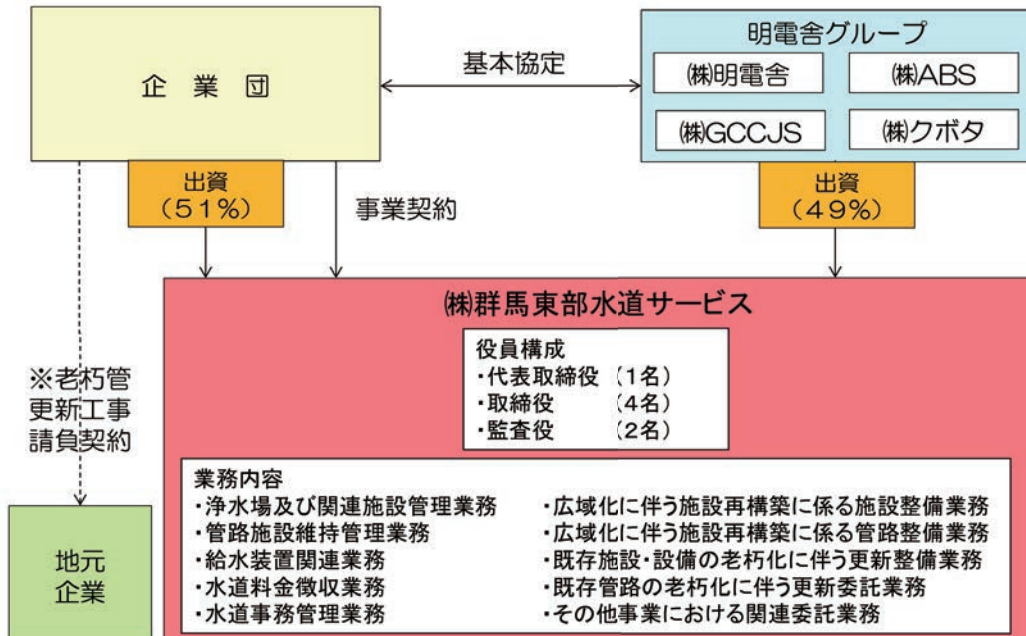 企業団
基本協定
明電舎グループ
㈱明電舎
㈱ABS
㈱GCCJS
㈱クボタ
出資
(51%)
事業契約
出資
(49%)
※老朽管
更新工事
請負契約
地元
企業
㈱群馬東部水道サービス
役員構成
・代表取締役 (1名)
・取締役 (4名)
・監査役 (2名)
業務内容
・浄水場及び関連施設管理業務
・管路施設維持管理業務
・給水装置関連業務
・水道料金徴収業務
・水道事務管理業務
・広域化に伴う施設再構築に係る施設整備業務
・広域化に伴う施設再構築に係る管路整備業務
・既存施設・設備の老朽化に伴う更新整備業務
・既存管路の老朽化に伴う更新委託業務
・その他事業における関連委託業務